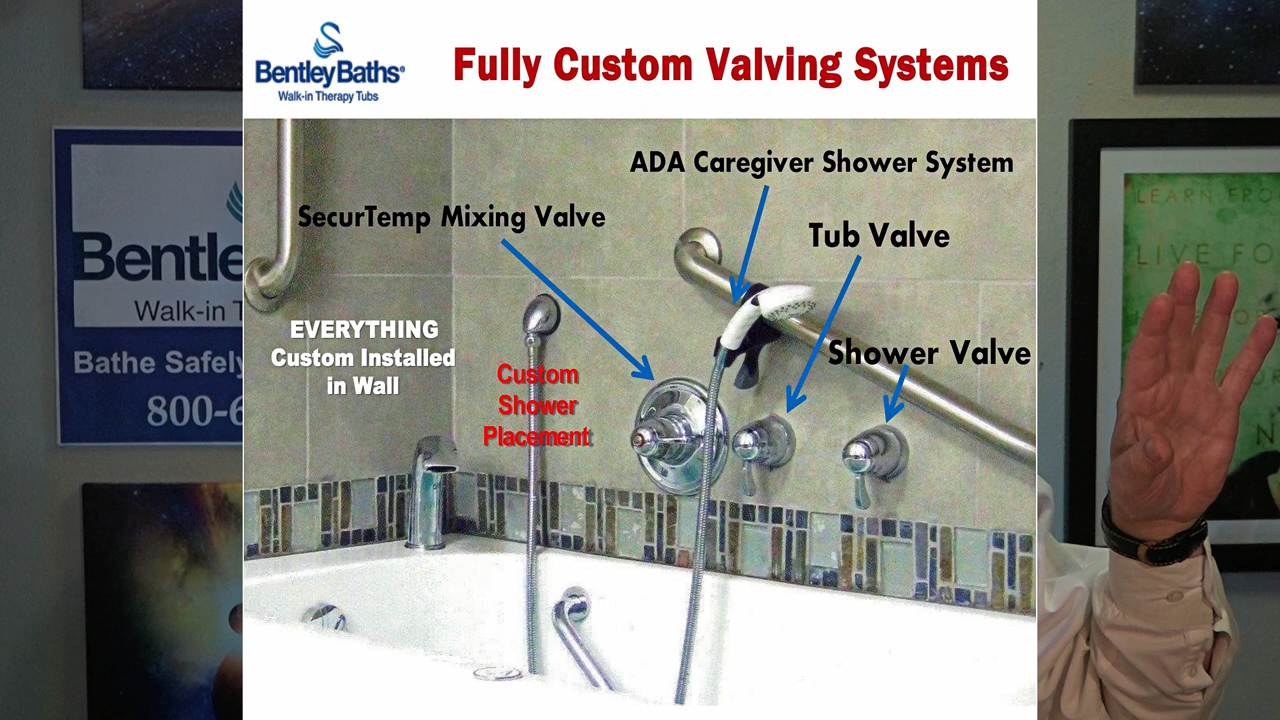 BentleyBaths®
Walk-in Therapy Tubs
Fully Custom Valving Systems
ADA Caregiver Shower System
SecurTemp Mixing Valve
Tub Valve
EVERYTHING
Custom Installed
in Wall
Shower Valve
Custom
Shower
Placement
Bentle
Walk-in T
Bathe Safely
800-6
LEARN FRO
LIVE FO
N